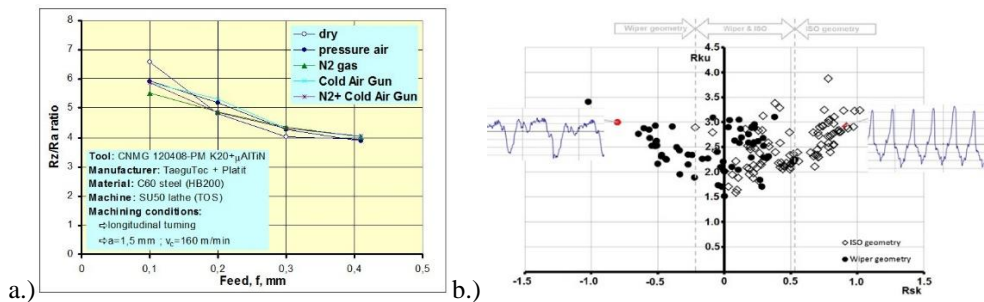 8
7
6
5
4
3
2
1
0
Rz/Ra ratio
dry
pressure air
N2 gas
Cold Air Gun
N2+ Cold Air Gun
Tool: CNMG 120408-PM K20+μAlTiN
Manufacturer: TaeguTec + Platit
Material: C60 steel (HB200)
Machine: SU50 lathe (TOS)
Machining conditions:
⇨longitudinal turning
⇨a=1,5 mm ; vc=160 m/min
0 0,1 0,2 0,3 0,4 0,5
Feed, f, mm
a.)
Wiper geometry Wiper & ISO ISO geometry
Rku
4.5
4.0
3.5
3.0
2.5
2.0
1.5
1.0
0.5
ISO geometry
Wiper geometry
-1.5 -1.0 -0.5 0.0 0.5 1.0 1.5
Rsk
b.)